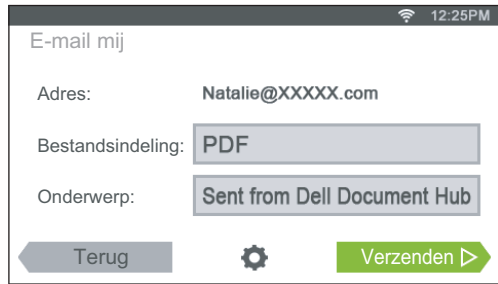 12:25PM
E-mail mij
Adres: Natalie@XXXXX.com
Bestandsindeling: PDF
Onderwerp: Sent from Dell Document Hub
Terug Verzenden